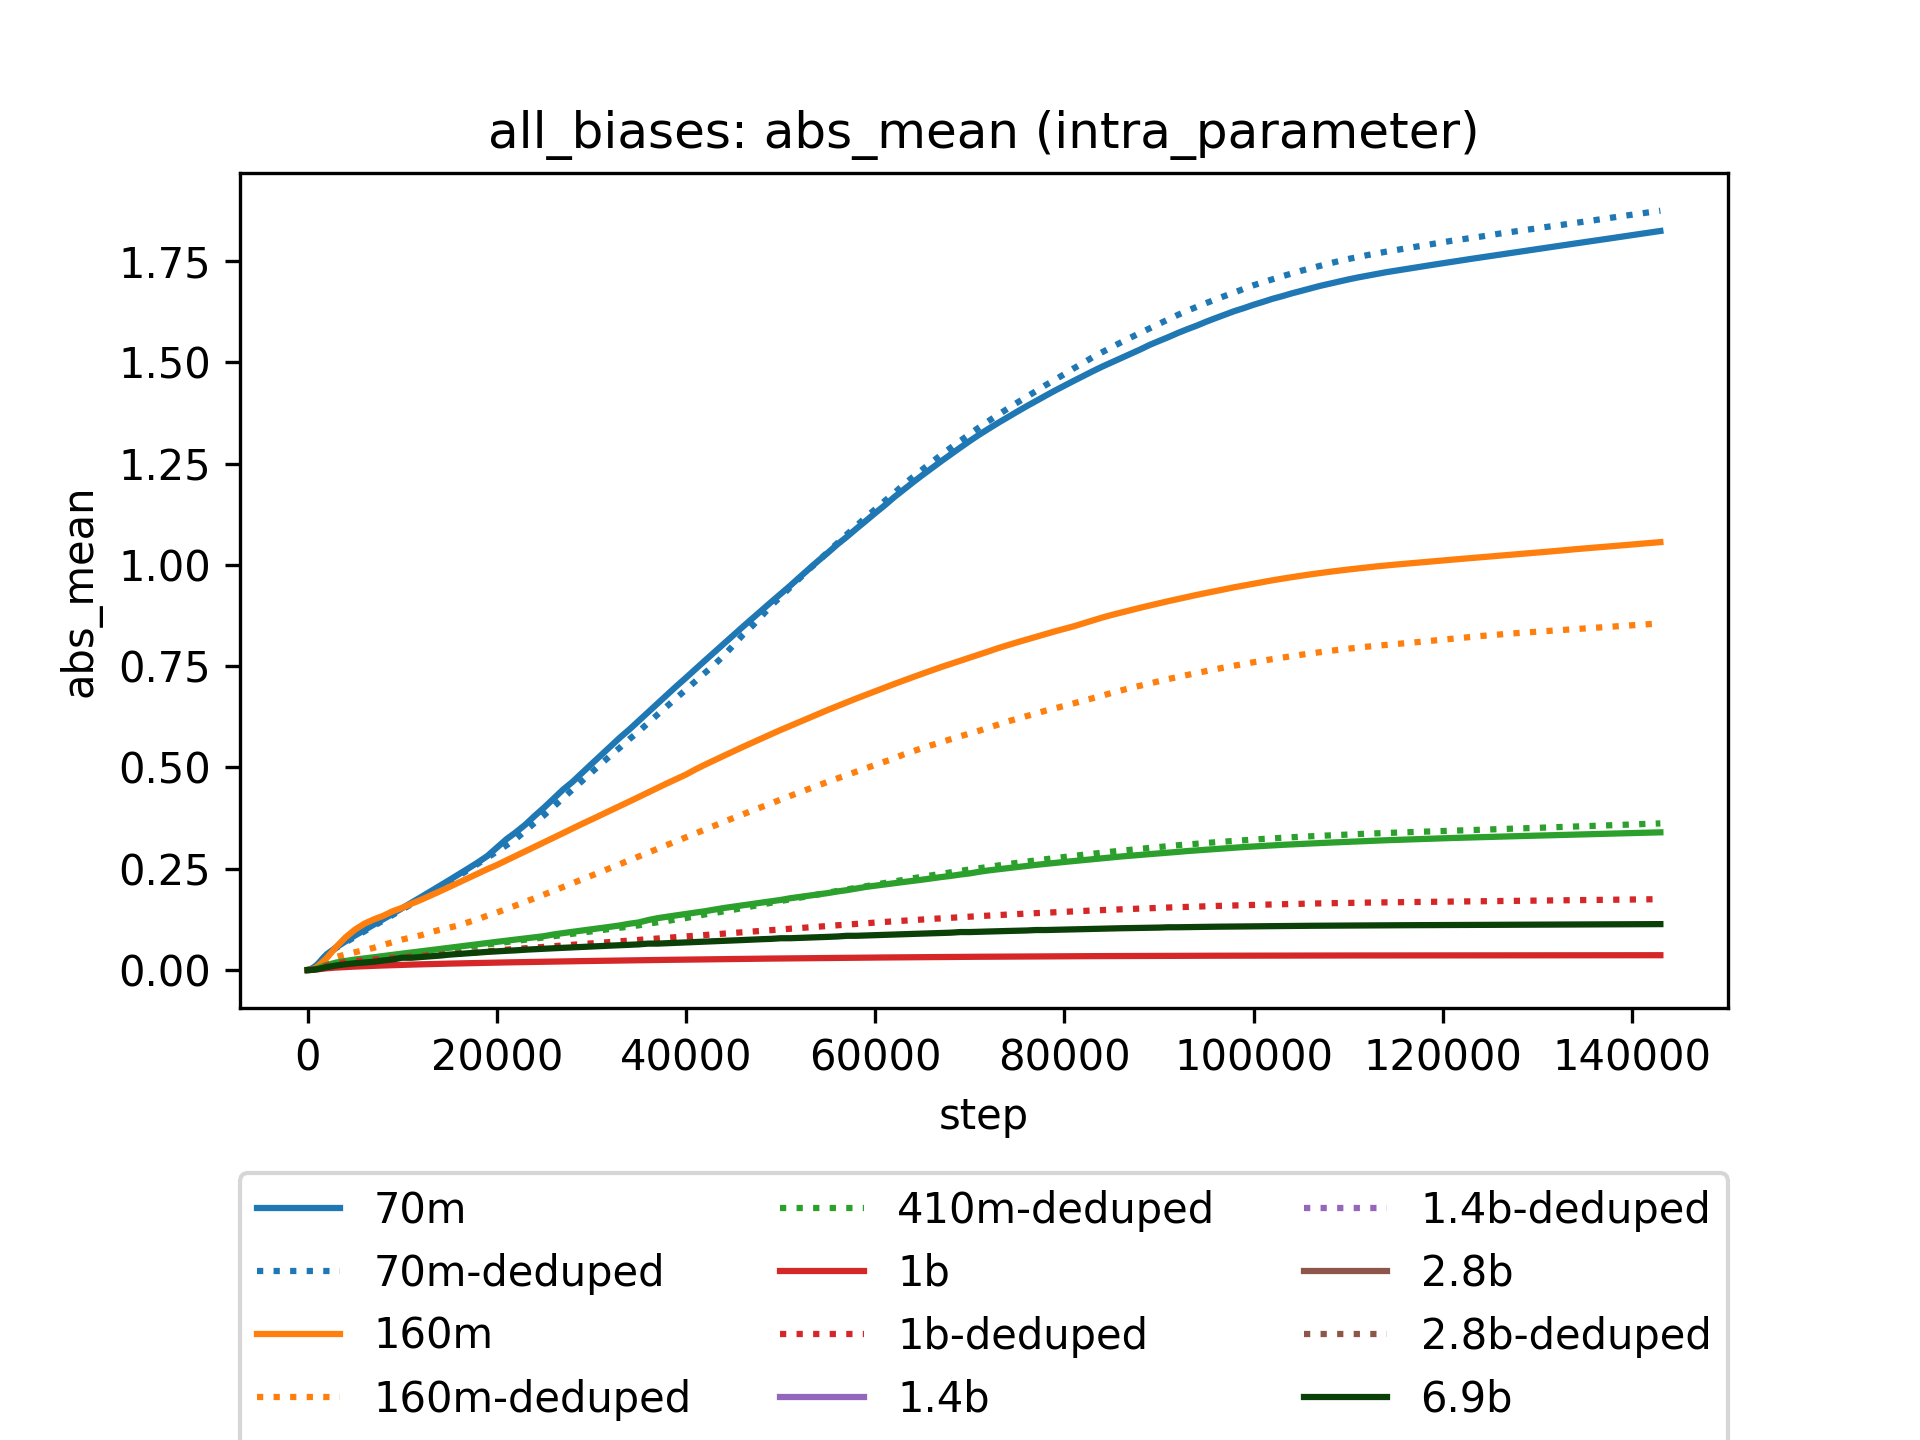 all_biases: abs_mean (intra_parameter)
abs_mean
1.75
1.50
1.25
1.00
0.75
0.50
0.25
0.00
0 20000 40000 60000 80000 100000 120000 140000
step
70m
70m-deduped
160m
160m-deduped
410m-deduped
1b
1b-deduped
1.4b
1.4b-deduped
2.8b
2.8b-deduped
6.9b